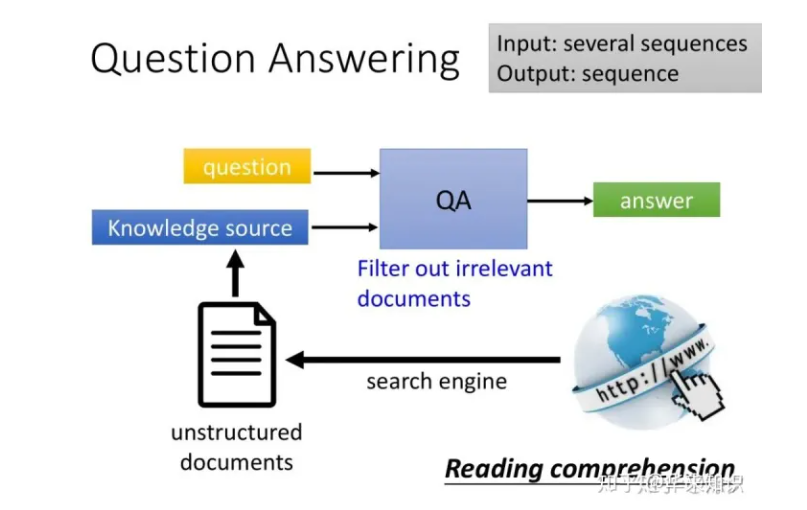 Question Answering
Input: several sequences
Output: sequence
question
QA
answer
Knowledge source
Filter out irrelevant
documents
http://www.
search engine
unstructured
documents
Reading comprehension
知乎